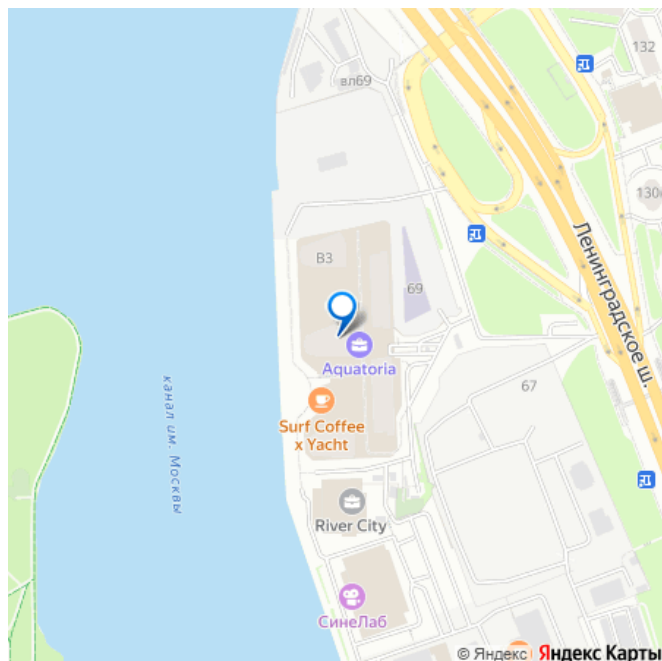 132
вл69
130к
Ленинградское ш.
В3
69
Aquatoria
67
канал им. Москвы
Surf Coffee
x Yacht
River City
СинеЛаб
© Яндекс Яндекс Карты